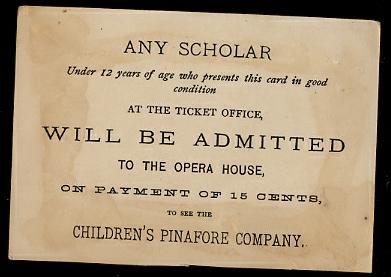 ANY SCHOLAR
Under 12 years of age who presents this card in good
condition
AT THE TICKET OFFICE,
WILL BE ADMITTED
TO THE OPERA HOUSE,
ON PAYMENT OF 15 CENTS,
TO SEE THE
CHILDREN'S PINAFORE COMPANY.